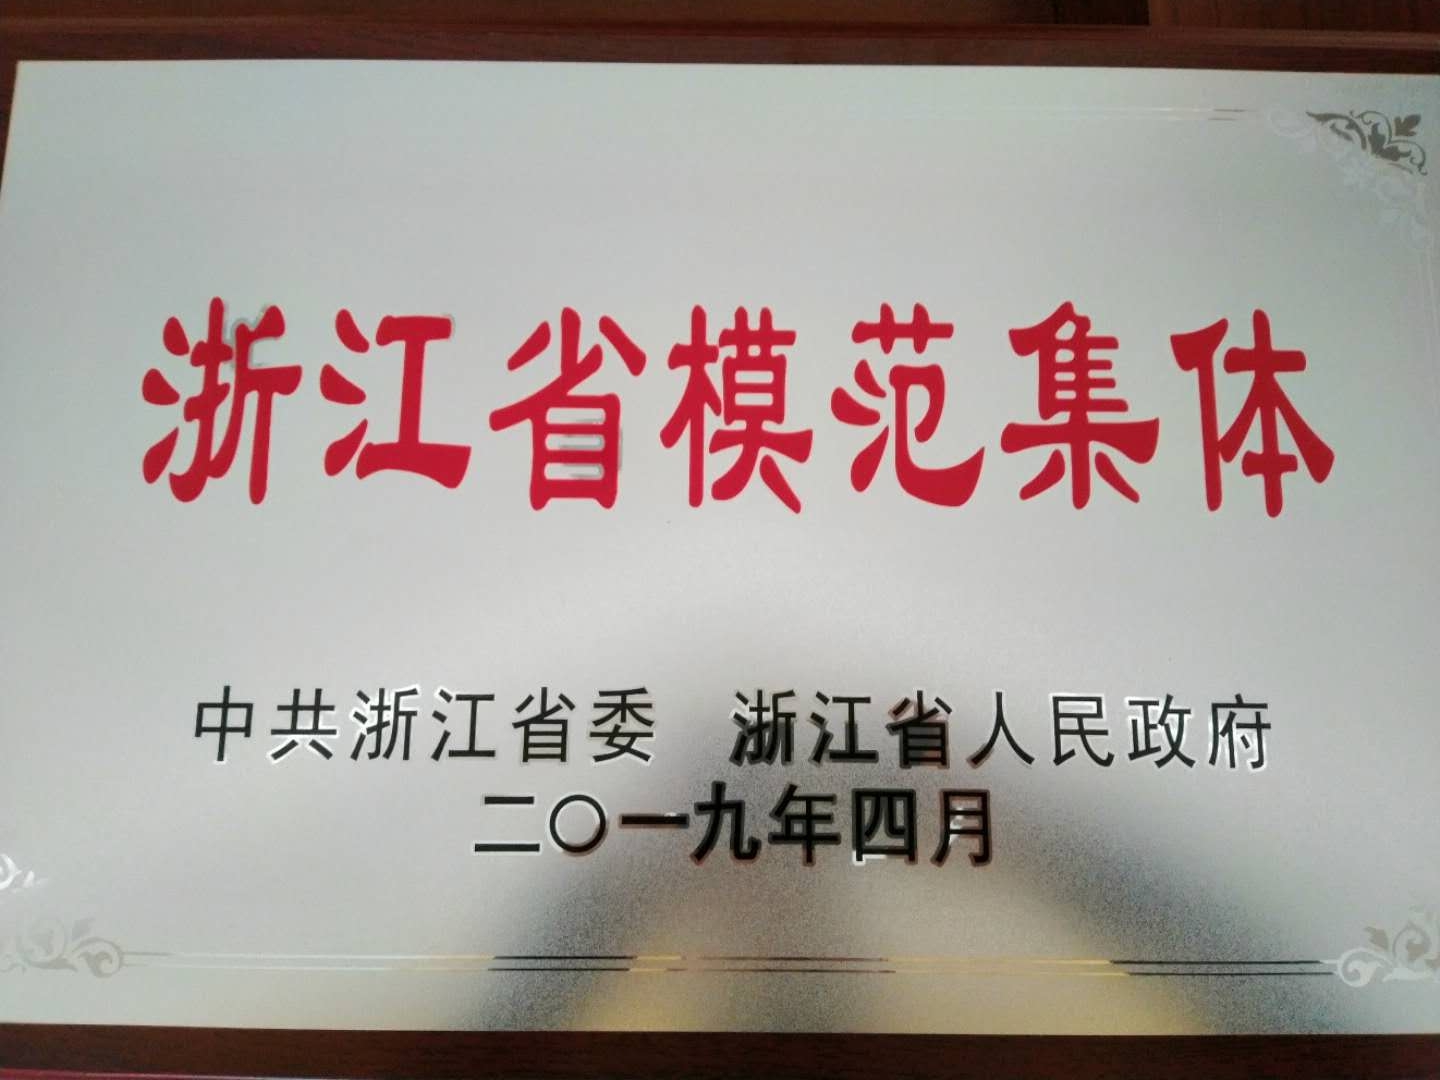 浙江省模范集体
中共浙江省委 浙江省人民政府
二〇一九年四月